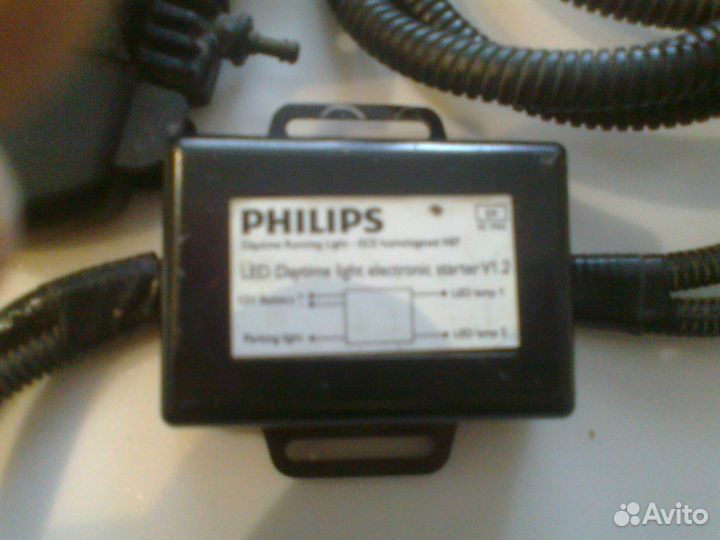 PHILIPS
Daytime Running Light - ECE homologated R87
LED Daytime light electronic starter V1.2
12V Battery
LED lamp 1
Parking light
LED lamp 2
Avito